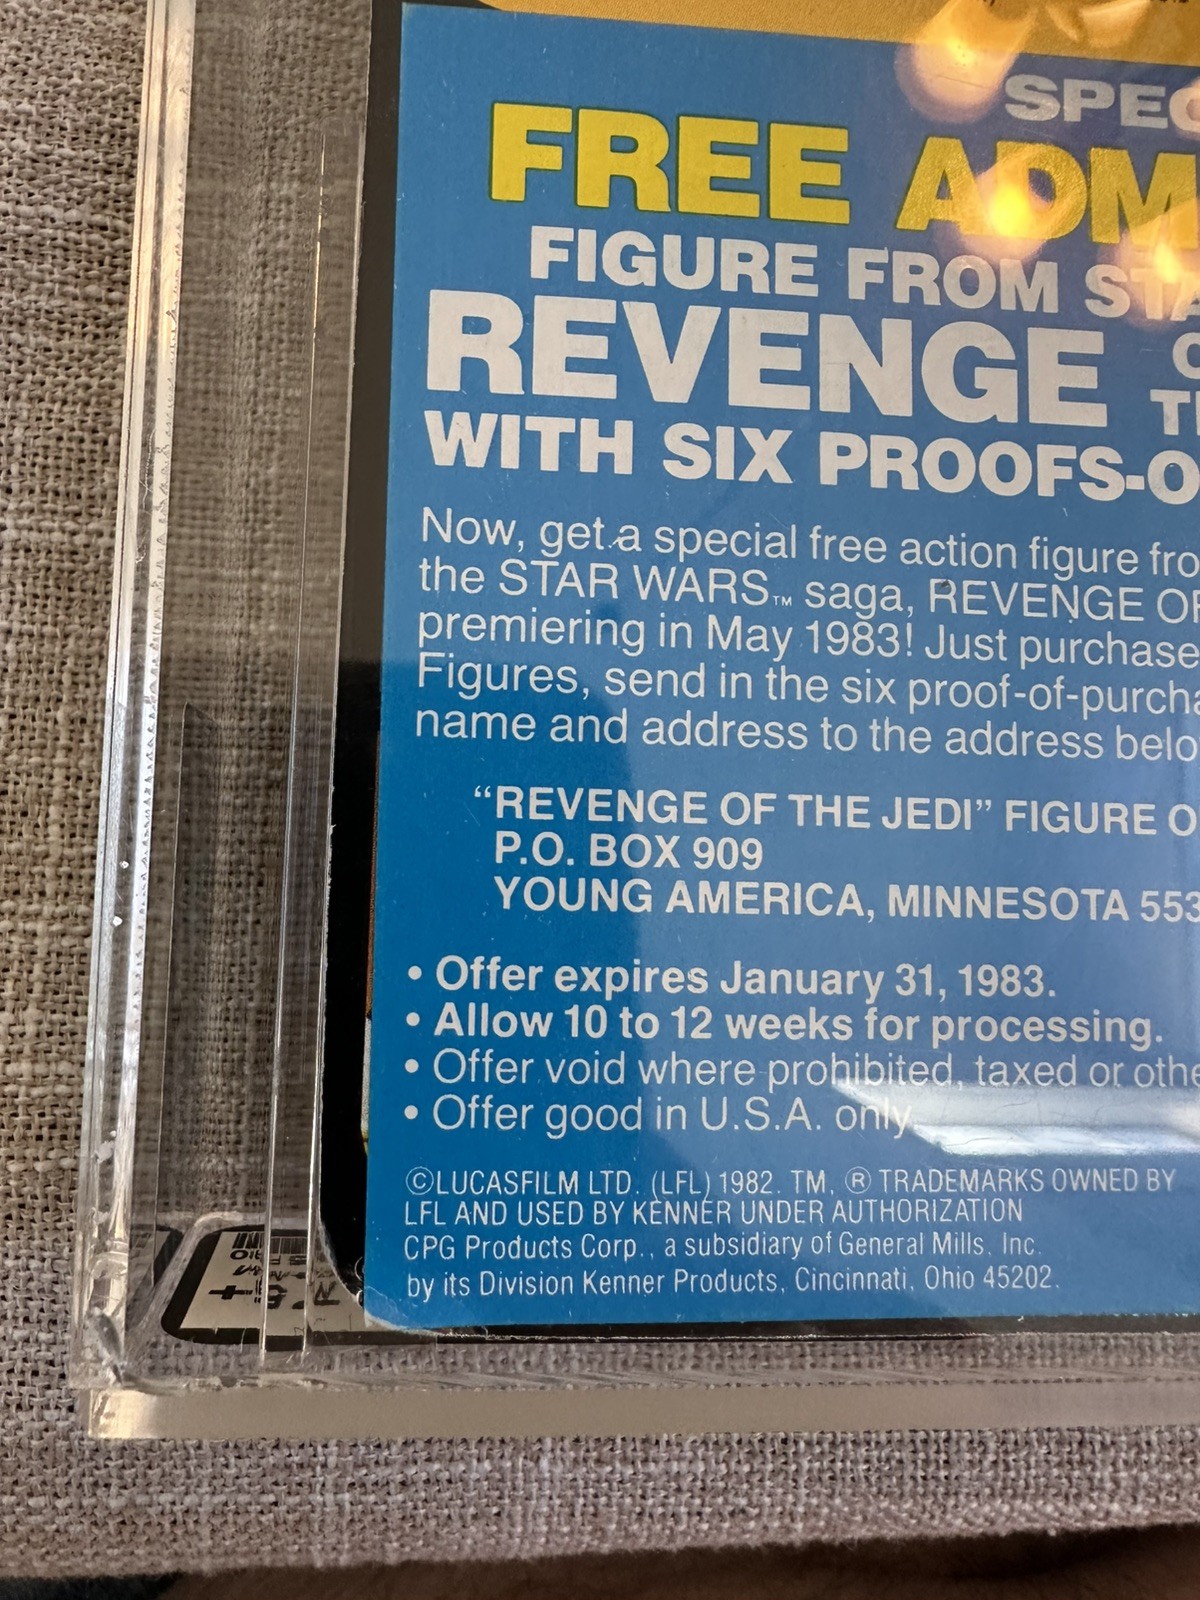 SPEC
FREE ADM
FIGURE FROM STA
REVENGE
WITH SIX PROOFS-O
Now, get a special free action figure fro
the STAR WARS™ saga, REVENGE OF
premiering in May 1983! Just purchase
Figures, send in the six proof-of-purcha
name and address to the address belo
"REVENGE OF THE JEDI" FIGURE O
P.O. BOX 909
YOUNG AMERICA, MINNESOTA 553
• Offer expires January 31, 1983.
• Allow 10 to 12 weeks for processing.
• Offer void where prohibited, taxed or othe
• Offer good in U.S.A. only
©LUCASFILM LTD. (LFL) 1982. TM, ® TRADEMARKS OWNED BY
LFL AND USED BY KENNER UNDER AUTHORIZATION
CPG Products Corp., a subsidiary of General Mills, Inc.
by its Division Kenner Products, Cincinnati, Ohio 45202.